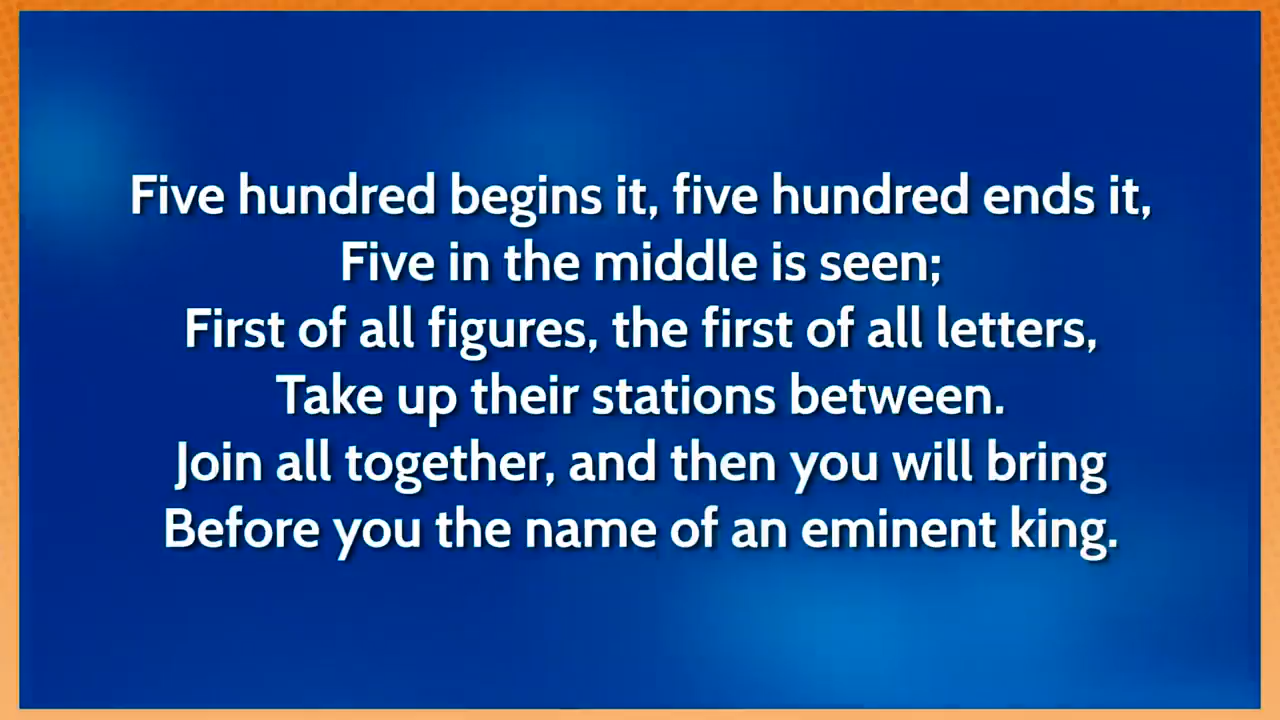 Five hundred begins it, five hundred ends it,
Five in the middle is seen;
First of all figures, the first of all letters,
Take up their stations between.
Join all together, and then you will bring
Before you the name of an eminent king.